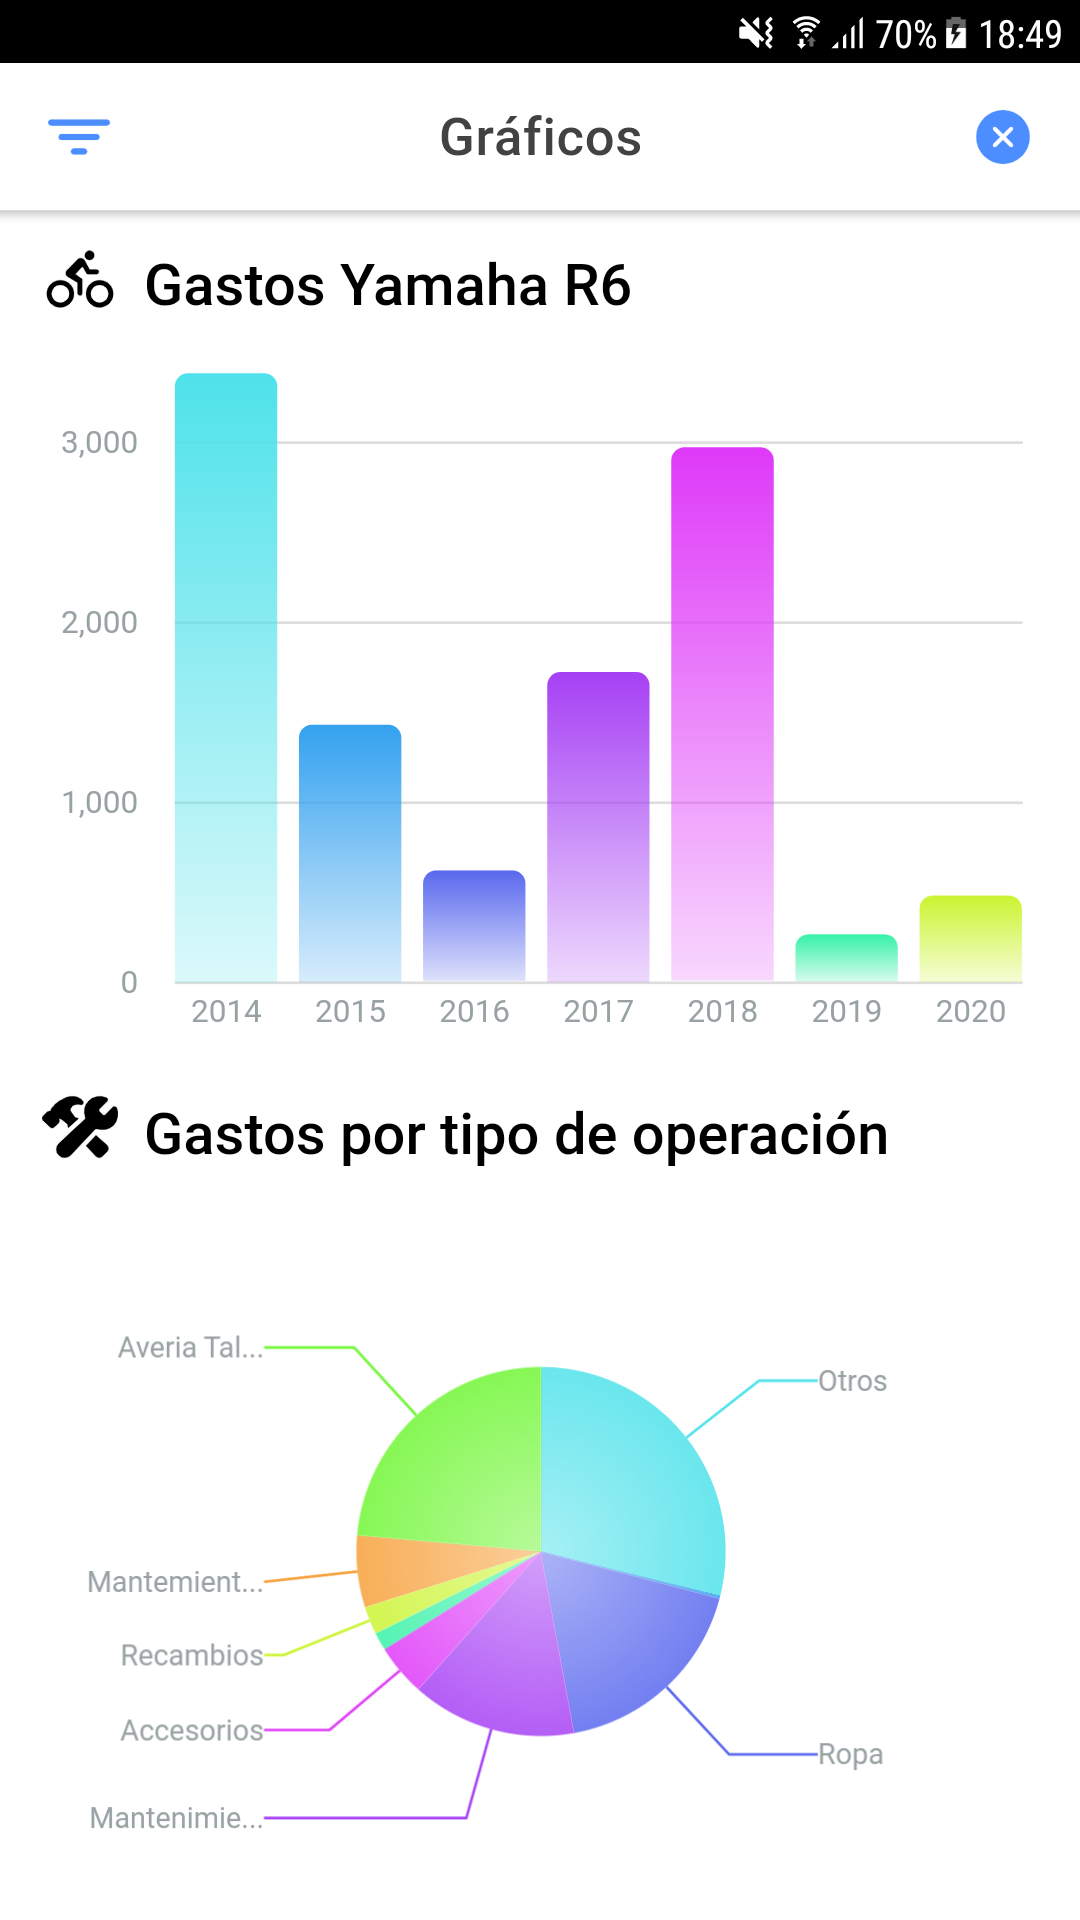 70% 18:49
Gráficos
Gastos Yamaha R6
3,000
2,000
1,000
0
2014 2015 2016 2017 2018 2019 2020
Gastos por tipo de operación
Averia Tal...
Otros
Mantemient...
Recambios
Accesorios
Ropa
Mantenimie...